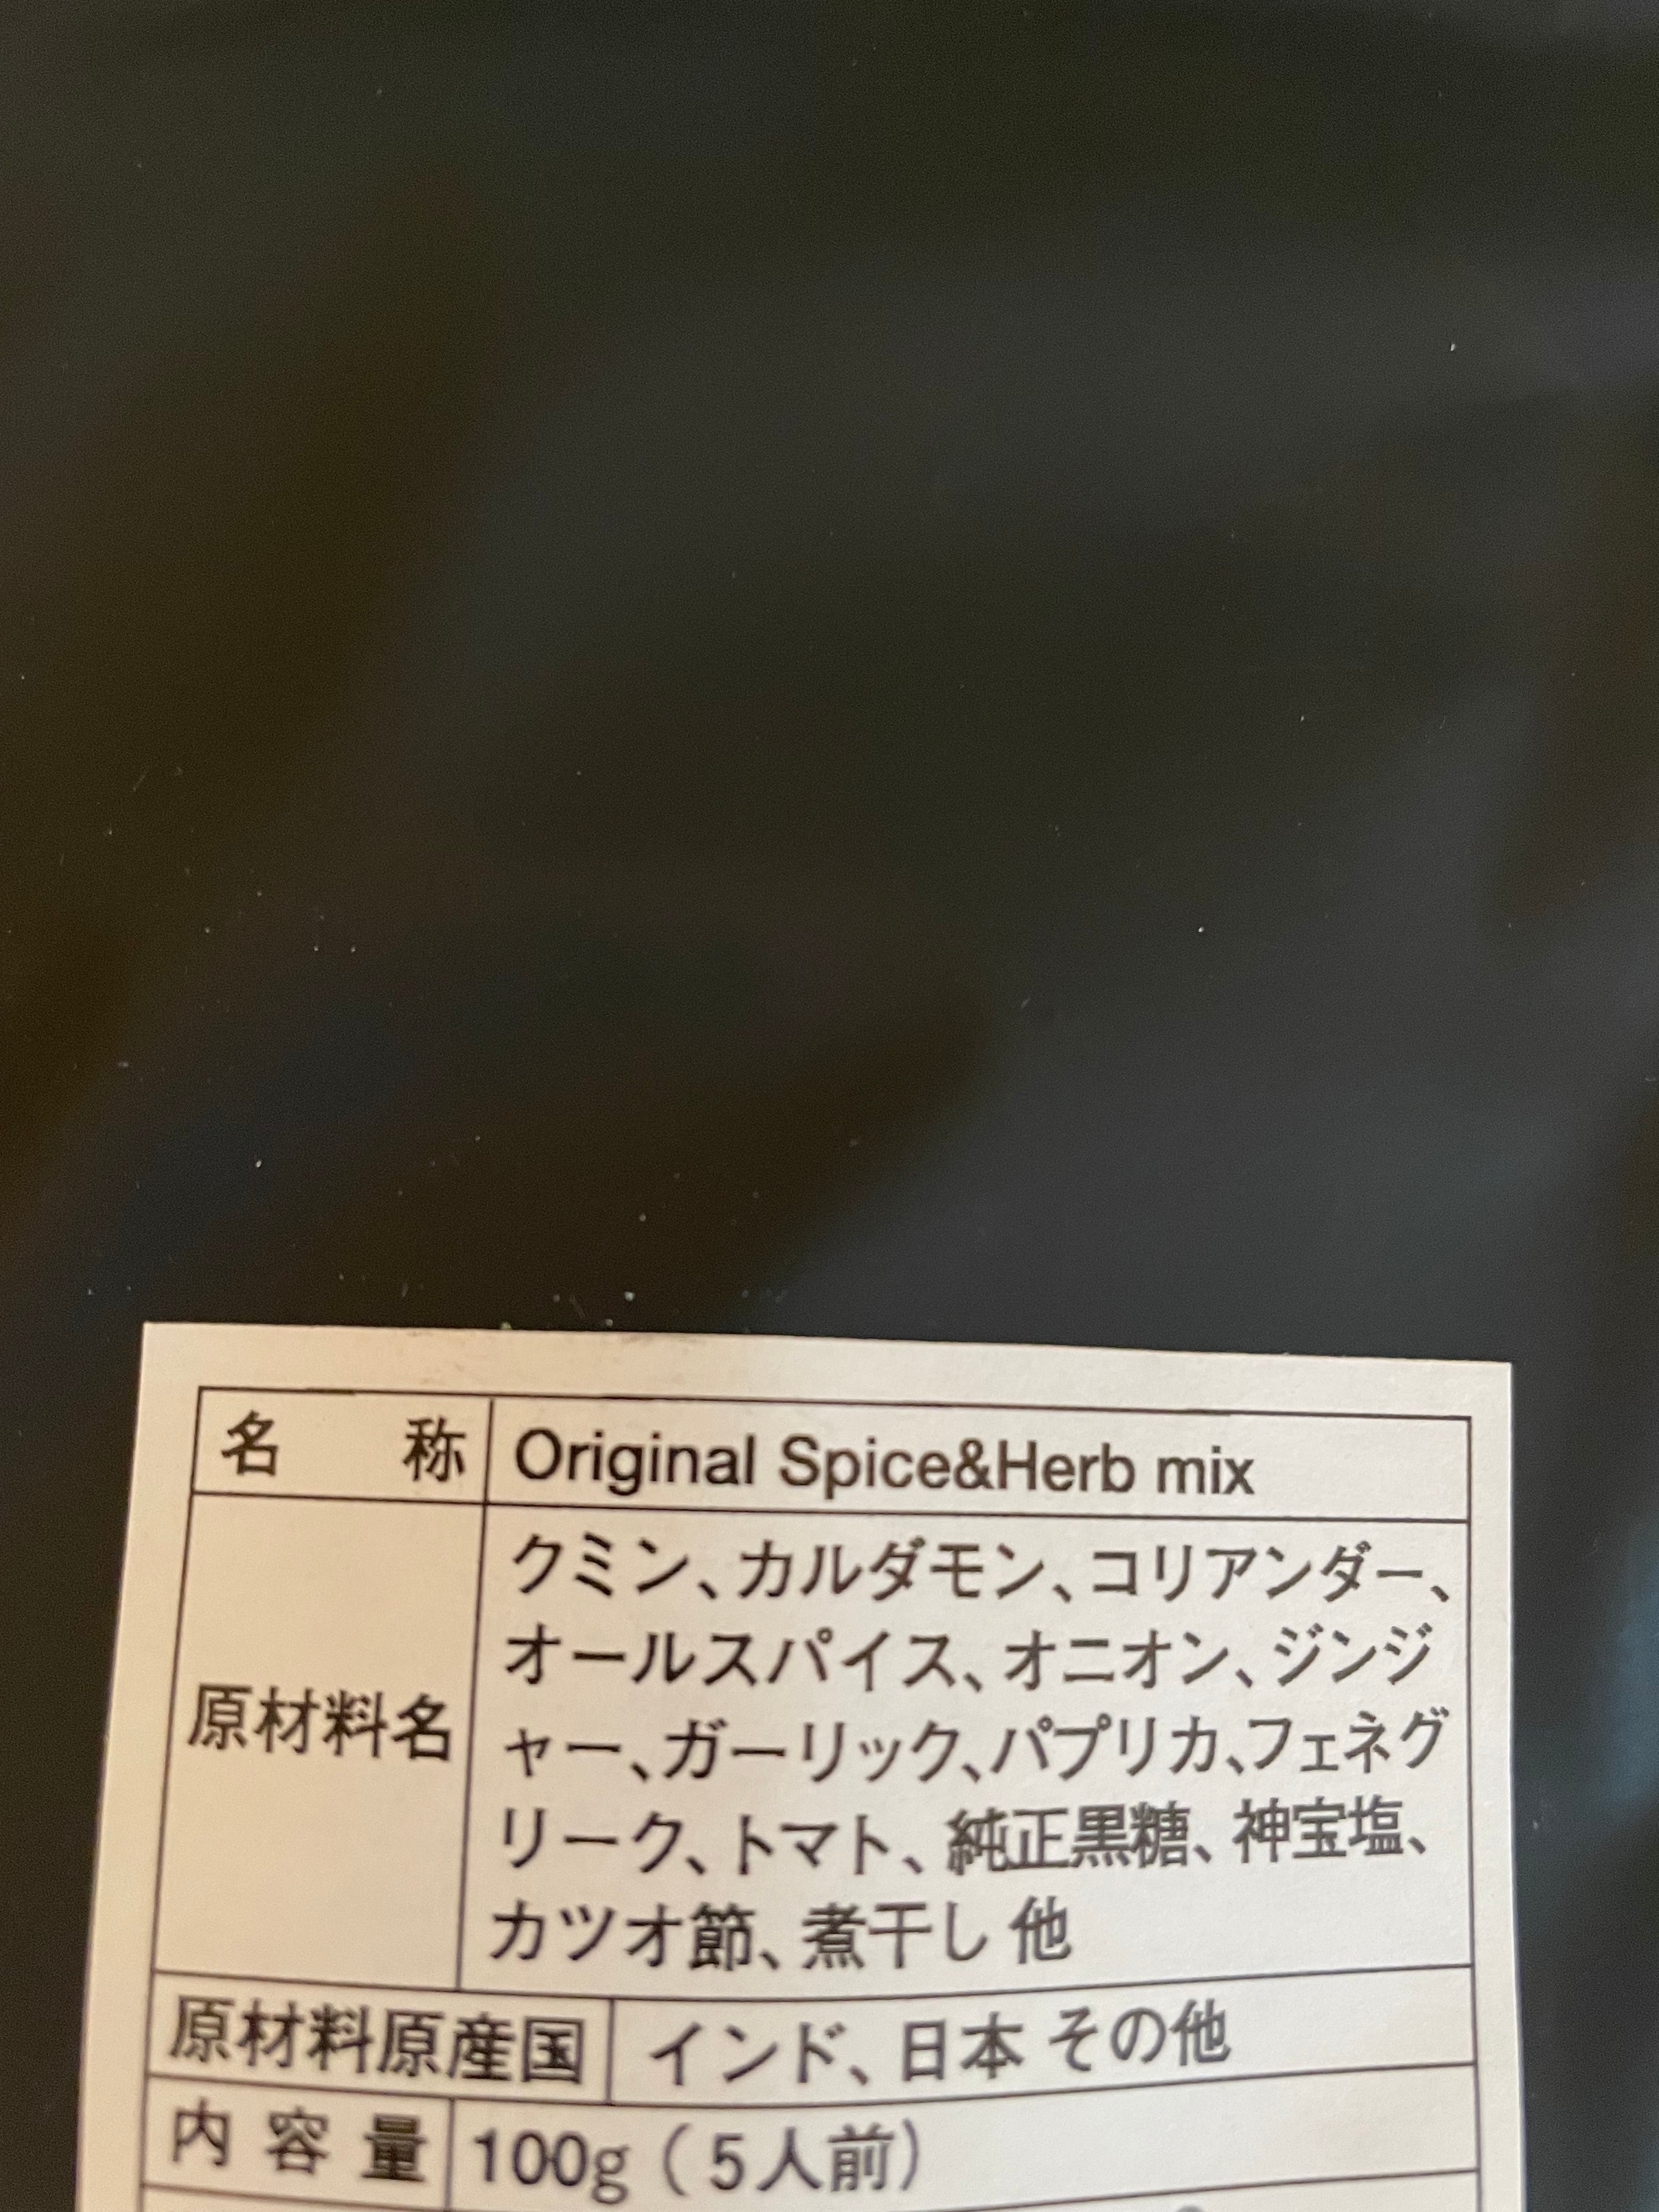 名 称 Original Spice&Herb mix
原材料名
クミン、カルダモン、コリアンダー、
オールスパイス、オニオン、ジンジ
ャー、ガーリック、パプリカ、フェネグ
リーク、トマト、純正黒糖、神宝塩、
カツオ節、煮干し 他
原材料原産国 インド、日本 その他
内容量 100g(5人前)